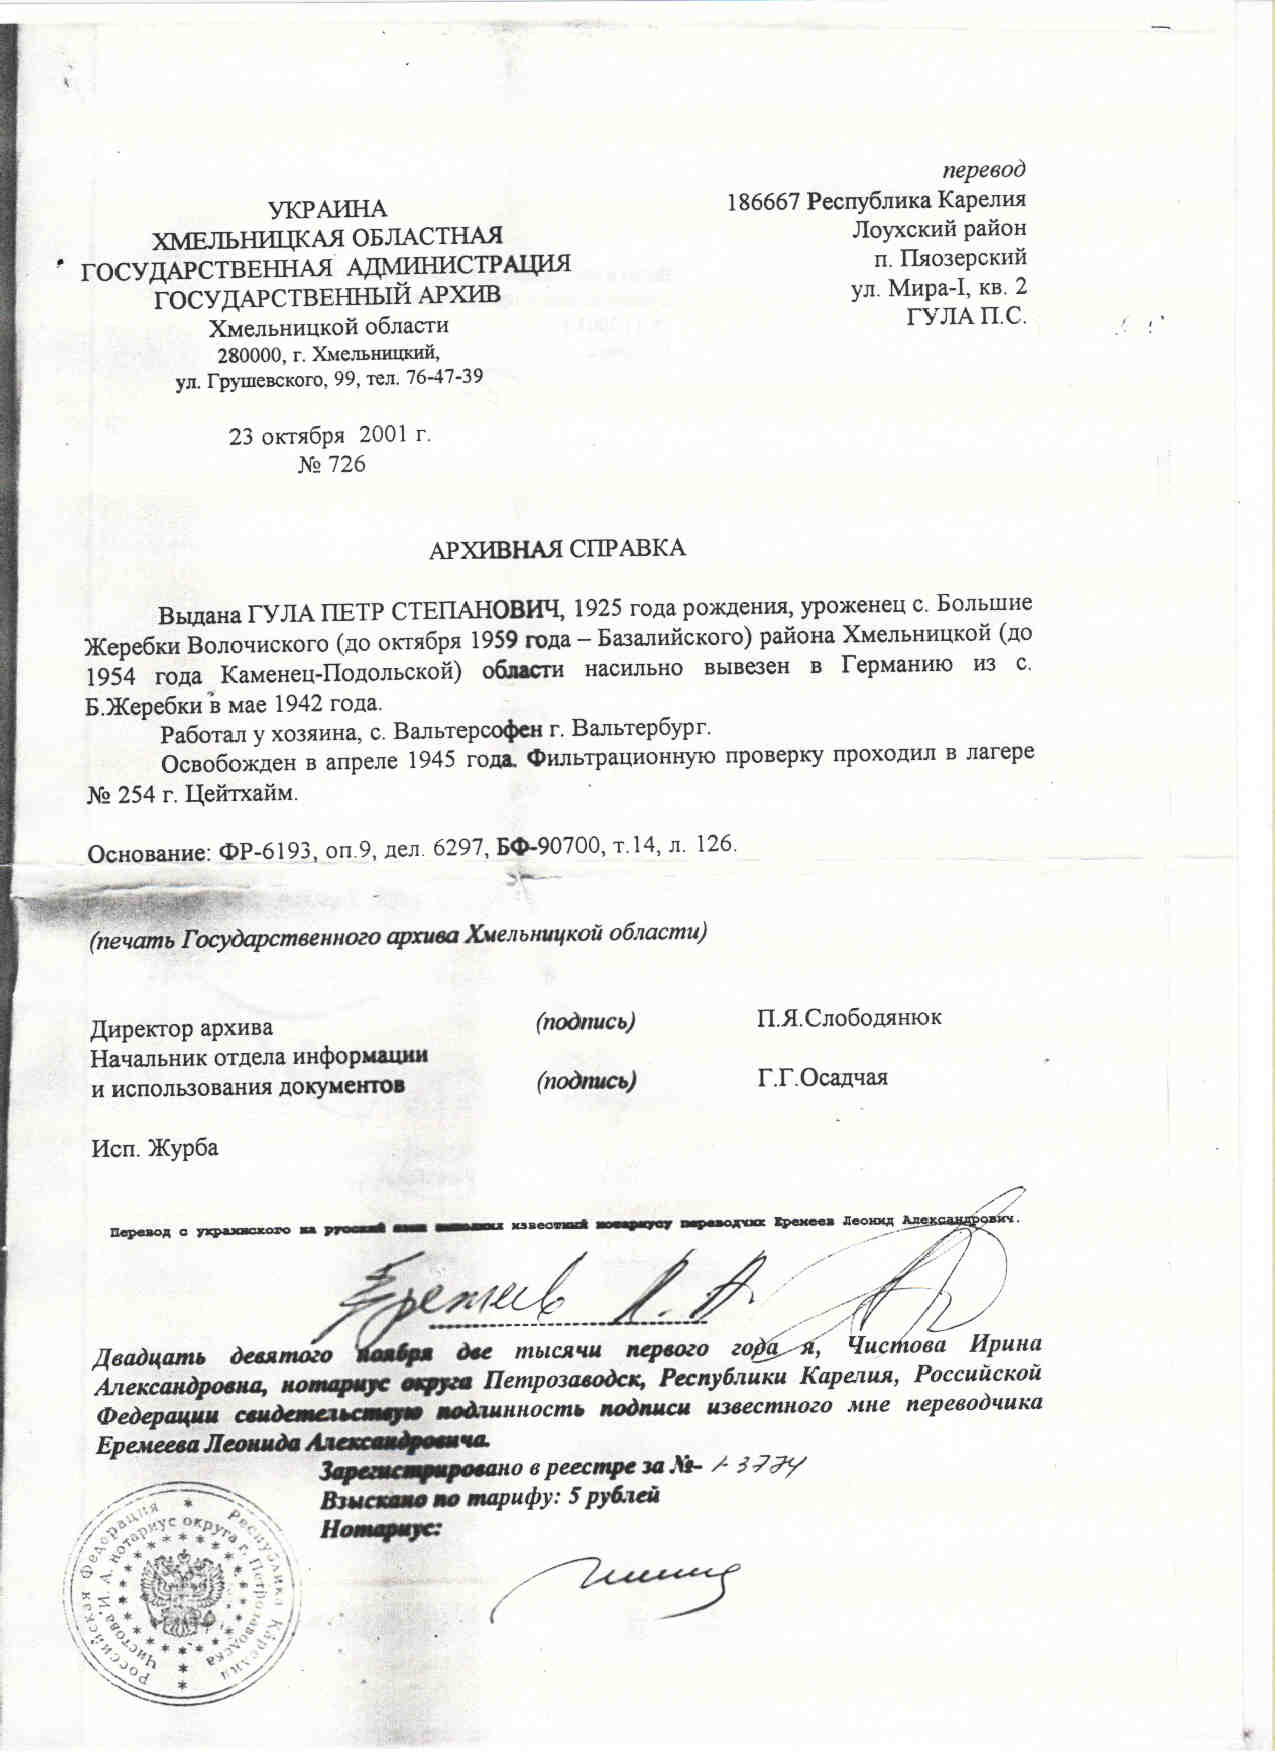 перевод
186667 Республика Карелия
Лоухский район
п. Пяозерский
ул. Мира-I, кв. 2
ГУЛА П.С.
УКРАИНА
ХМЕЛЬНИЦКАЯ ОБЛАСТНАЯ
ГОСУДАРСТВЕННАЯ АДМИНИСТРАЦИЯ
ГОСУДАРСТВЕННЫЙ АРХИВ
Хмельницкой области
280000, г. Хмельницкий,
ул. Грушевского, 99, тел. 76-47-39
23 октября 2001 г.
№ 726
АРХИВНАЯ СПРАВКА
Выдана ГУЛА ПЕТР СТЕПАНОВИЧ, 1925 года рождения, уроженец с. Большие
Жеребки Волочиского (до октября 1959 года – Базалийского) района Хмельницкой (до
1954 года Каменец-Подольской) области насильно вывезен в Германию из с.
Б.Жеребки в мае 1942 года.
Работал у хозяина, с. Вальтерсофен г. Вальтербург.
Освобожден в апреле 1945 года. Фильтрационную проверку проходил в лагере
№ 254 г. Цейтхайм.
Основание: ФР-6193, оп.9, дел. 6297, БФ-90700, т.14, л. 126.
(печать Государственного архива Хмельницкой области)
Директор архива (подпись) П.Я.Слободянюк
Начальник отдела информации
и использования документов (подпись) Г.Г.Осадчая
Исп. Журба
Перевод с украинского на русский язык выполнил известный нотариусу переводчик Еремеев Леонид Александрович.
Еремеев Л. А.
Двадцать девятого ноября две тысячи первого года я, Чистова Ирина
Александровна, нотариус округа Петрозаводск, Республики Карелия, Российской
Федерации свидетельствую подлинность подписи известного мне переводчика
Еремеева Леонида Александровича.
Зарегистрировано в реестре за №-
Взыскано по тарифу: 5 рублей
Нотариус:
Российская Федерация * Республика Карелия *
Чистова И. А. нотариус округа г. Петрозаводска